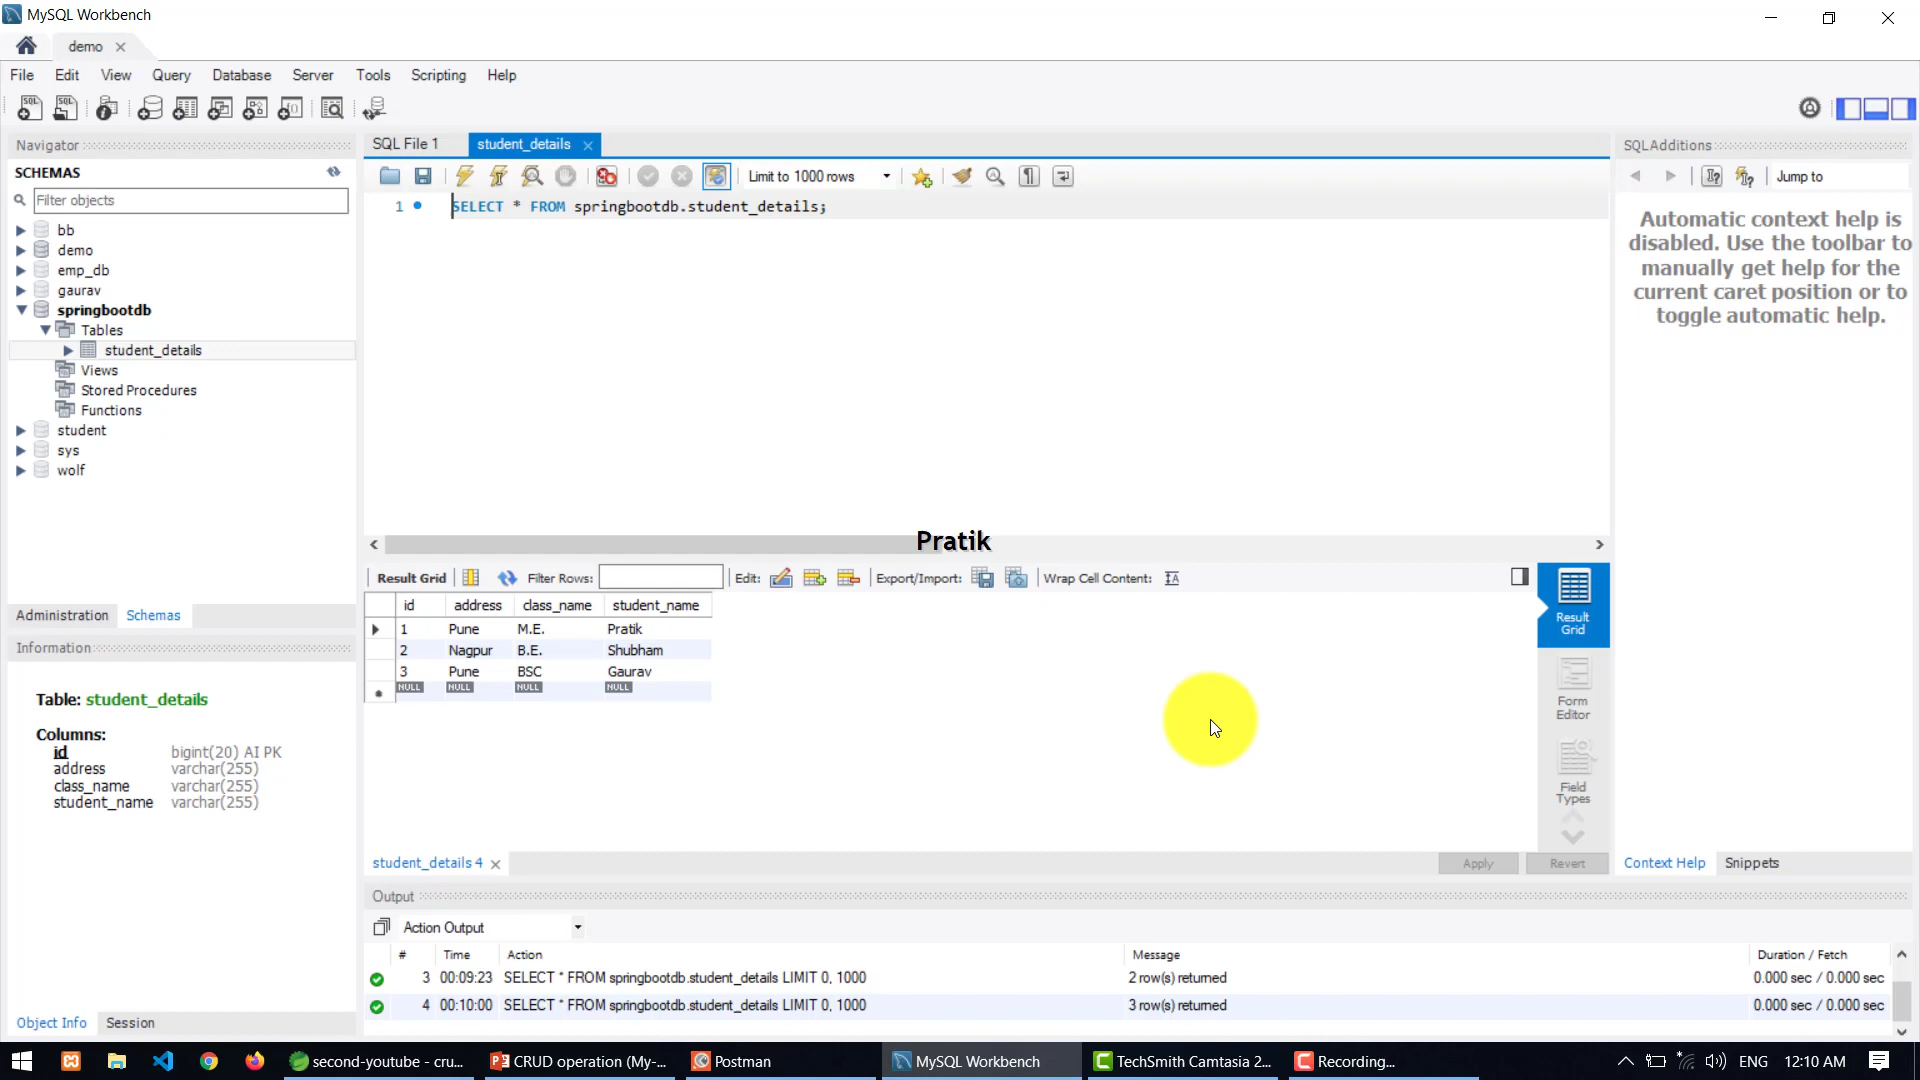 MySQL Workbench
demo
File Edit View Query Database Server Tools Scripting Help
Navigator
SCHEMAS
Filter objects
bb
demo
emp_db
gaurav
springbootdb
Tables
student_details
Views
Stored Procedures
Functions
student
sys
wolf
Administration Schemas
Information
Table: student_details
Columns:
id bigint(20) AI PK
address varchar(255)
class_name varchar(255)
student_name varchar(255)
Object Info Session
SQL File 1 student_details
Limit to 1000 rows
1 SELECT * FROM springbootdb.student_details;
Pratik
Result Grid Filter Rows: Edit: Export/Import: Wrap Cell Content:
id address class_name student_name
1 Pune M.E. Pratik
2 Nagpur B.E. Shubham
3 Pune BSC Gaurav
NULL NULL NULL NULL
Result Grid
Form Editor
Field Types
student_details 4 Apply Revert
SQLAdditions
Jump to
Automatic context help is
disabled. Use the toolbar to
manually get help for the
current caret position or to
toggle automatic help.
Context Help Snippets
Output
Action Output
# Time Action Message Duration / Fetch
3 00:09:23 SELECT * FROM springbootdb.student_details LIMIT 0, 1000 2 row(s) returned 0.000 sec / 0.000 sec
4 00:10:00 SELECT * FROM springbootdb.student_details LIMIT 0, 1000 3 row(s) returned 0.000 sec / 0.000 sec
second-youtube - cru... CRUD operation (My-... Postman MySQL Workbench TechSmith Camtasia 2... Recording... ENG 12:10 AM